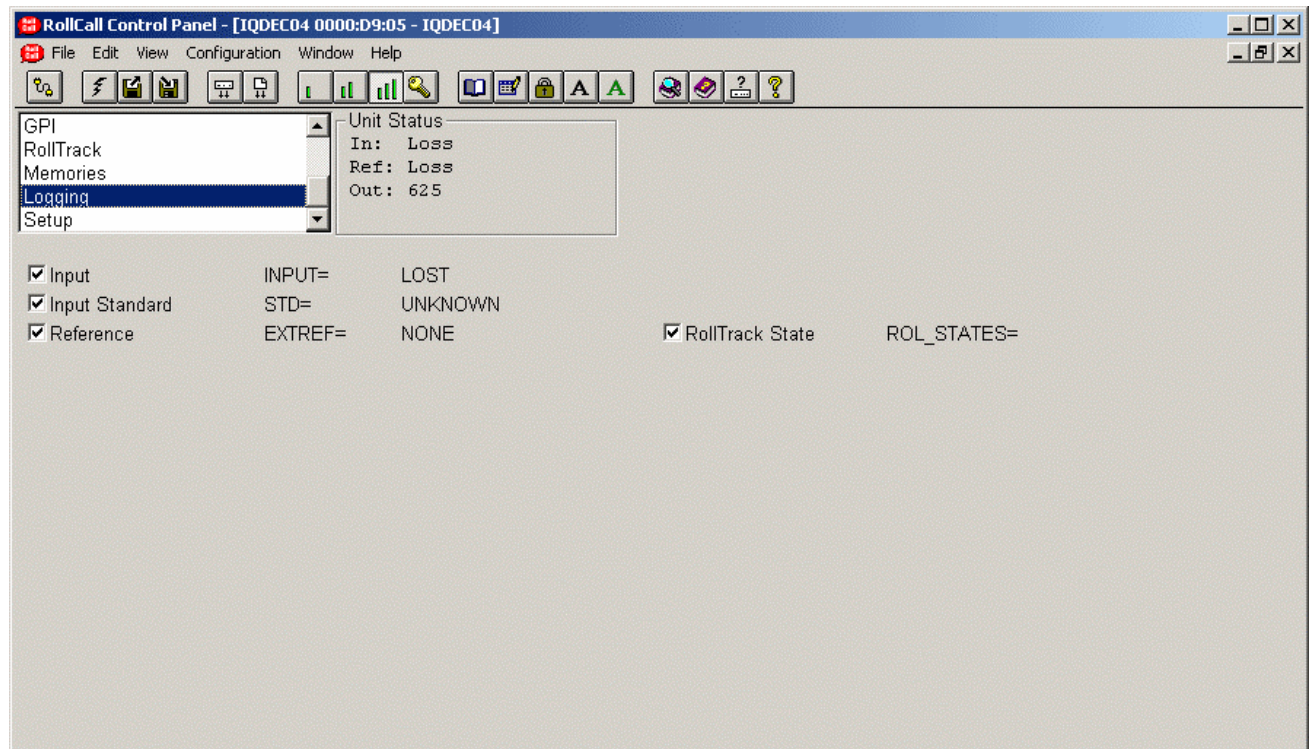 RollCall Control Panel - [IQDEC04 0000:D9:05 - IQDEC04]
File Edit View Configuration Window Help
A A
GPI
RollTrack
Memories
Logging
Setup
Unit Status
In: Loss
Ref: Loss
Out: 625
Input INPUT= LOST
Input Standard STD= UNKNOWN
Reference EXTREF= NONE RollTrack State ROL_STATES=